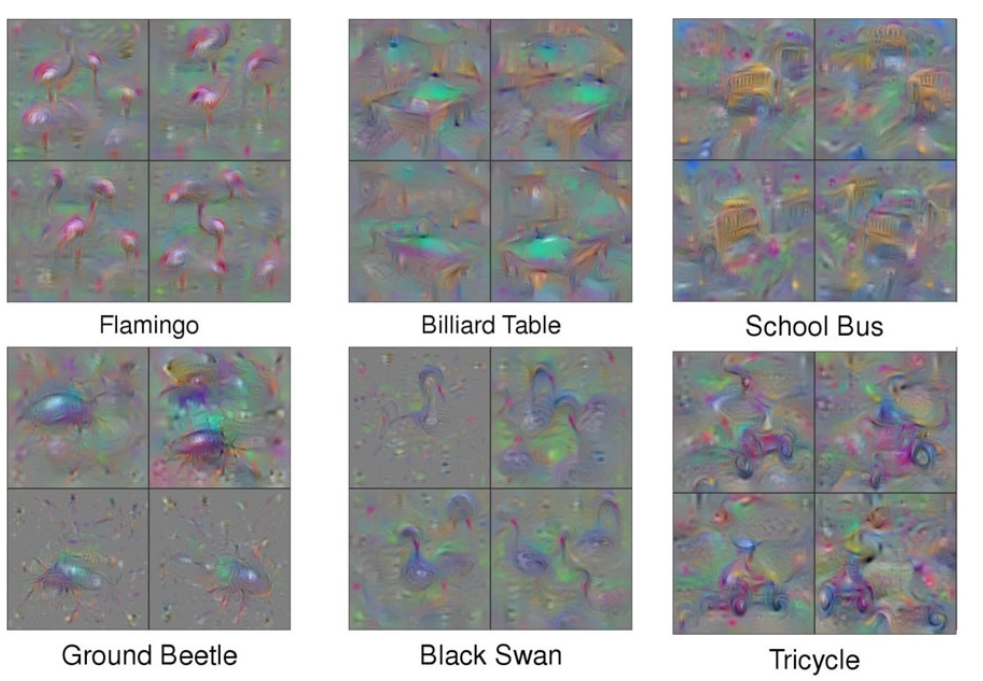 Flamingo
Billiard Table
School Bus
Ground Beetle
Black Swan
Tricycle